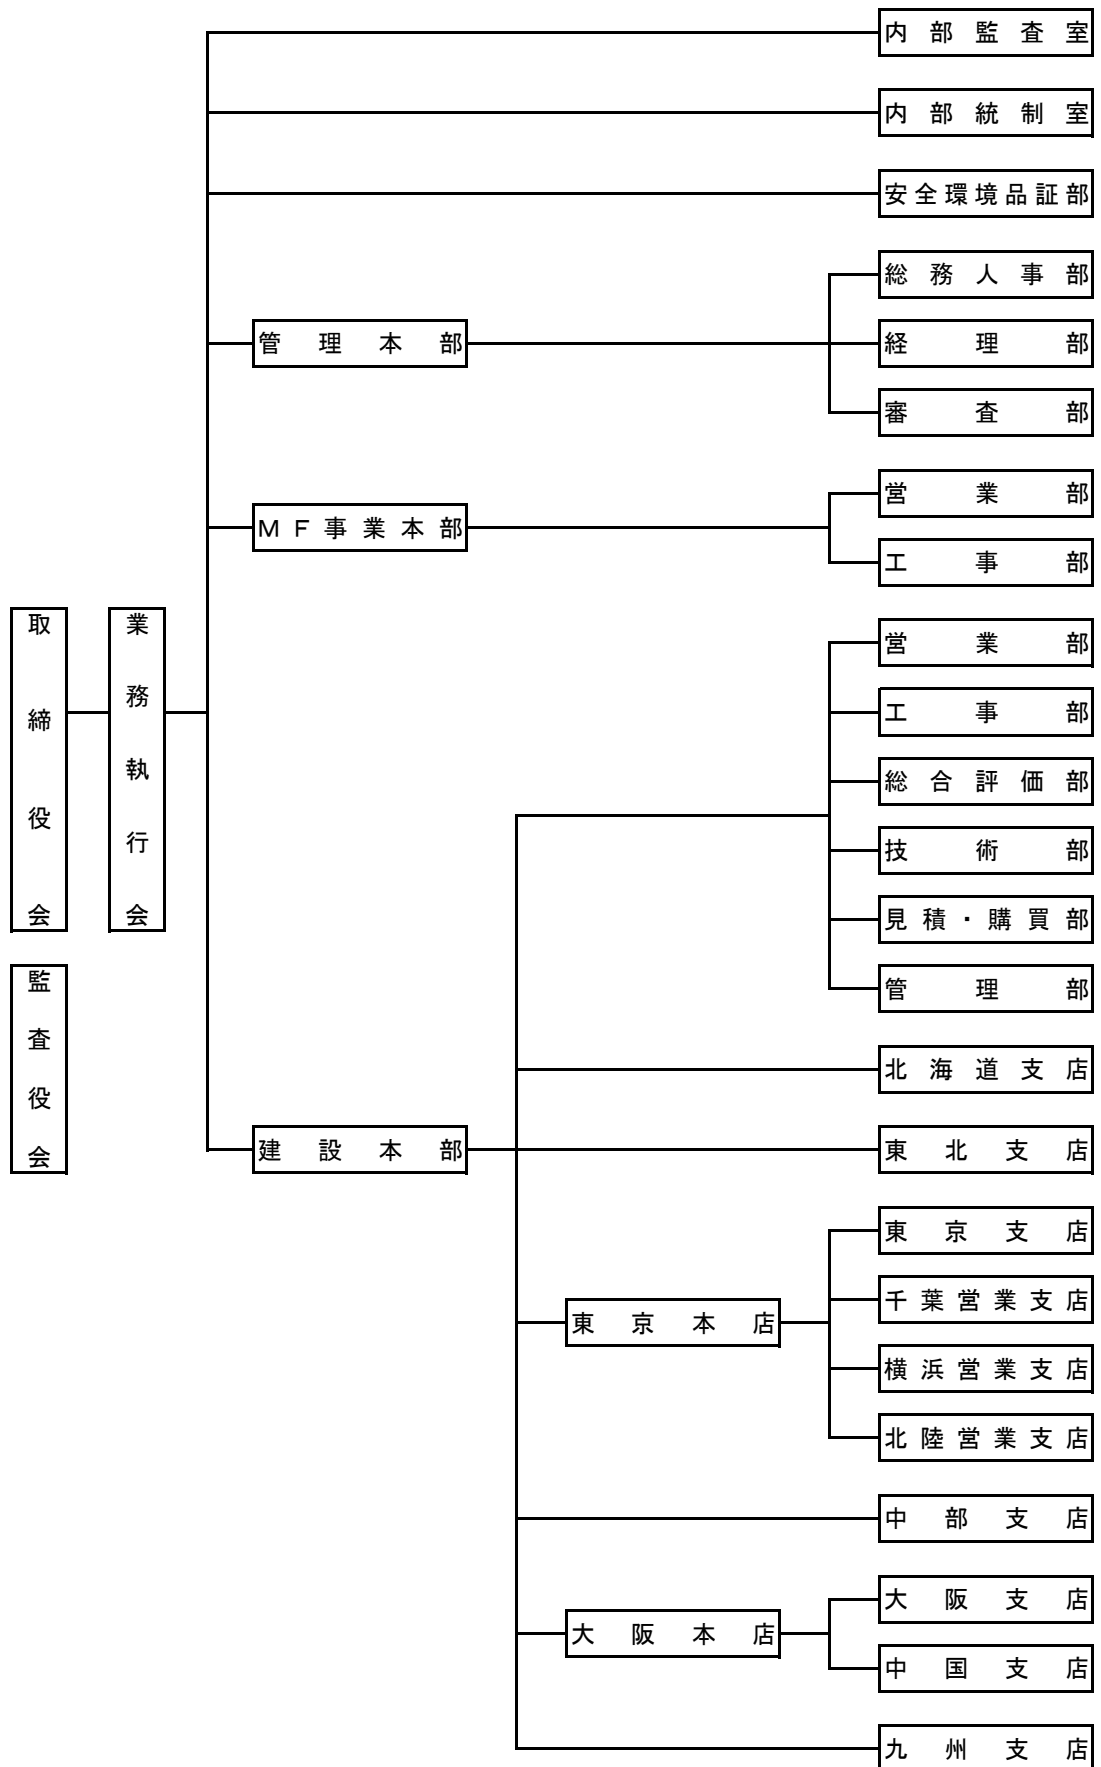 内部監査室
内部統制室
安全環境品証部
総務人事部
管理本部
経理部
審査部
営業部
MF事業本部
工事部
取締役会
業務執行会
営業部
工事部
総合評価部
技術部
見積・購買部
管理部
監査役会
北海道支店
建設本部
東北支店
東京支店
千葉営業支店
東京本店
横浜営業支店
北陸営業支店
中部支店
大阪支店
大阪本店
中国支店
九州支店